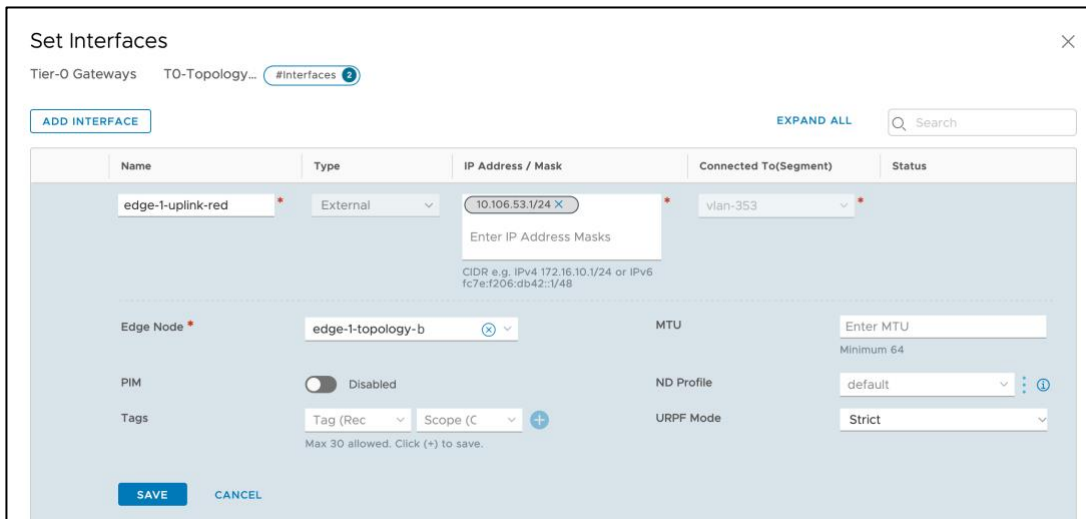 Set Interfaces
Tier-0 Gateways T0-Topology... #Interfaces 2
ADD INTERFACE EXPAND ALL Search
Name Type IP Address / Mask Connected To(Segment) Status
edge-1-uplink-red * External 10.106.53.1/24 * vlan-353 *
Enter IP Address Masks
CIDR e.g. IPv4 172.16.10.1/24 or IPv6
fc7e:f206:db42::1/48
Edge Node * edge-1-topology-b MTU Enter MTU
Minimum 64
PIM Disabled ND Profile default
Tags Tag (Rec Scope (C URPF Mode Strict
Max 30 allowed. Click (+) to save.
SAVE CANCEL